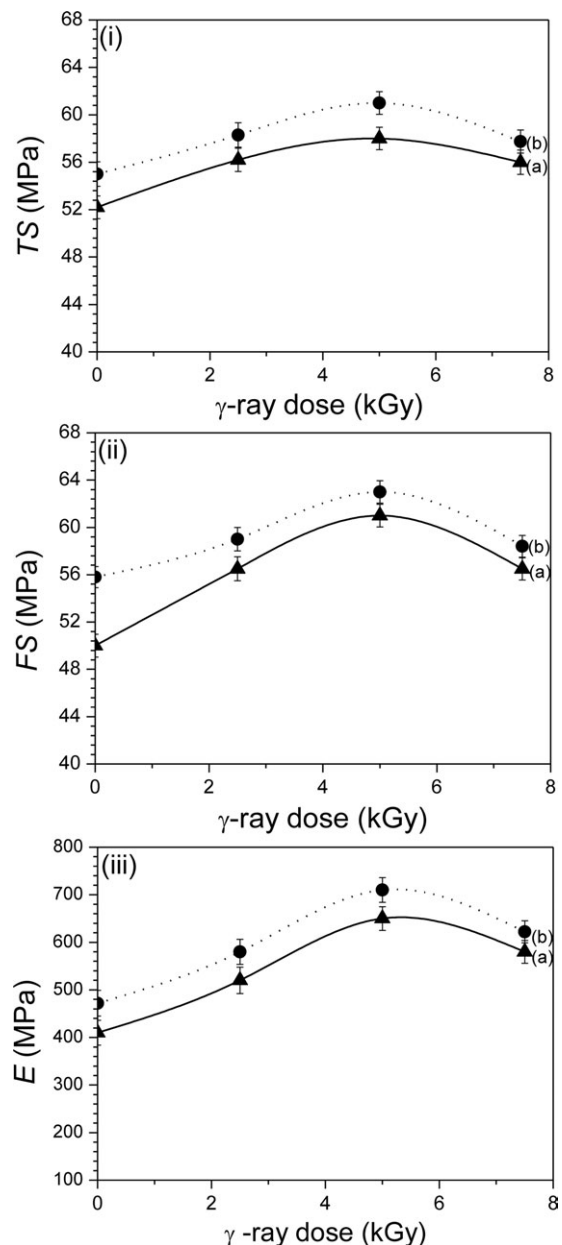 (i)
68
64
60
56
52
48
44
40
TS (MPa)
(b)
(a)
0 2 4 6 8
γ-ray dose (kGy)
(ii)
68
64
60
56
52
48
44
40
FS (MPa)
(b)
(a)
0 2 4 6 8
γ-ray dose (kGy)
(iii)
800
700
600
500
400
300
200
100
E (MPa)
(b)
(a)
0 2 4 6 8
γ -ray dose (kGy)